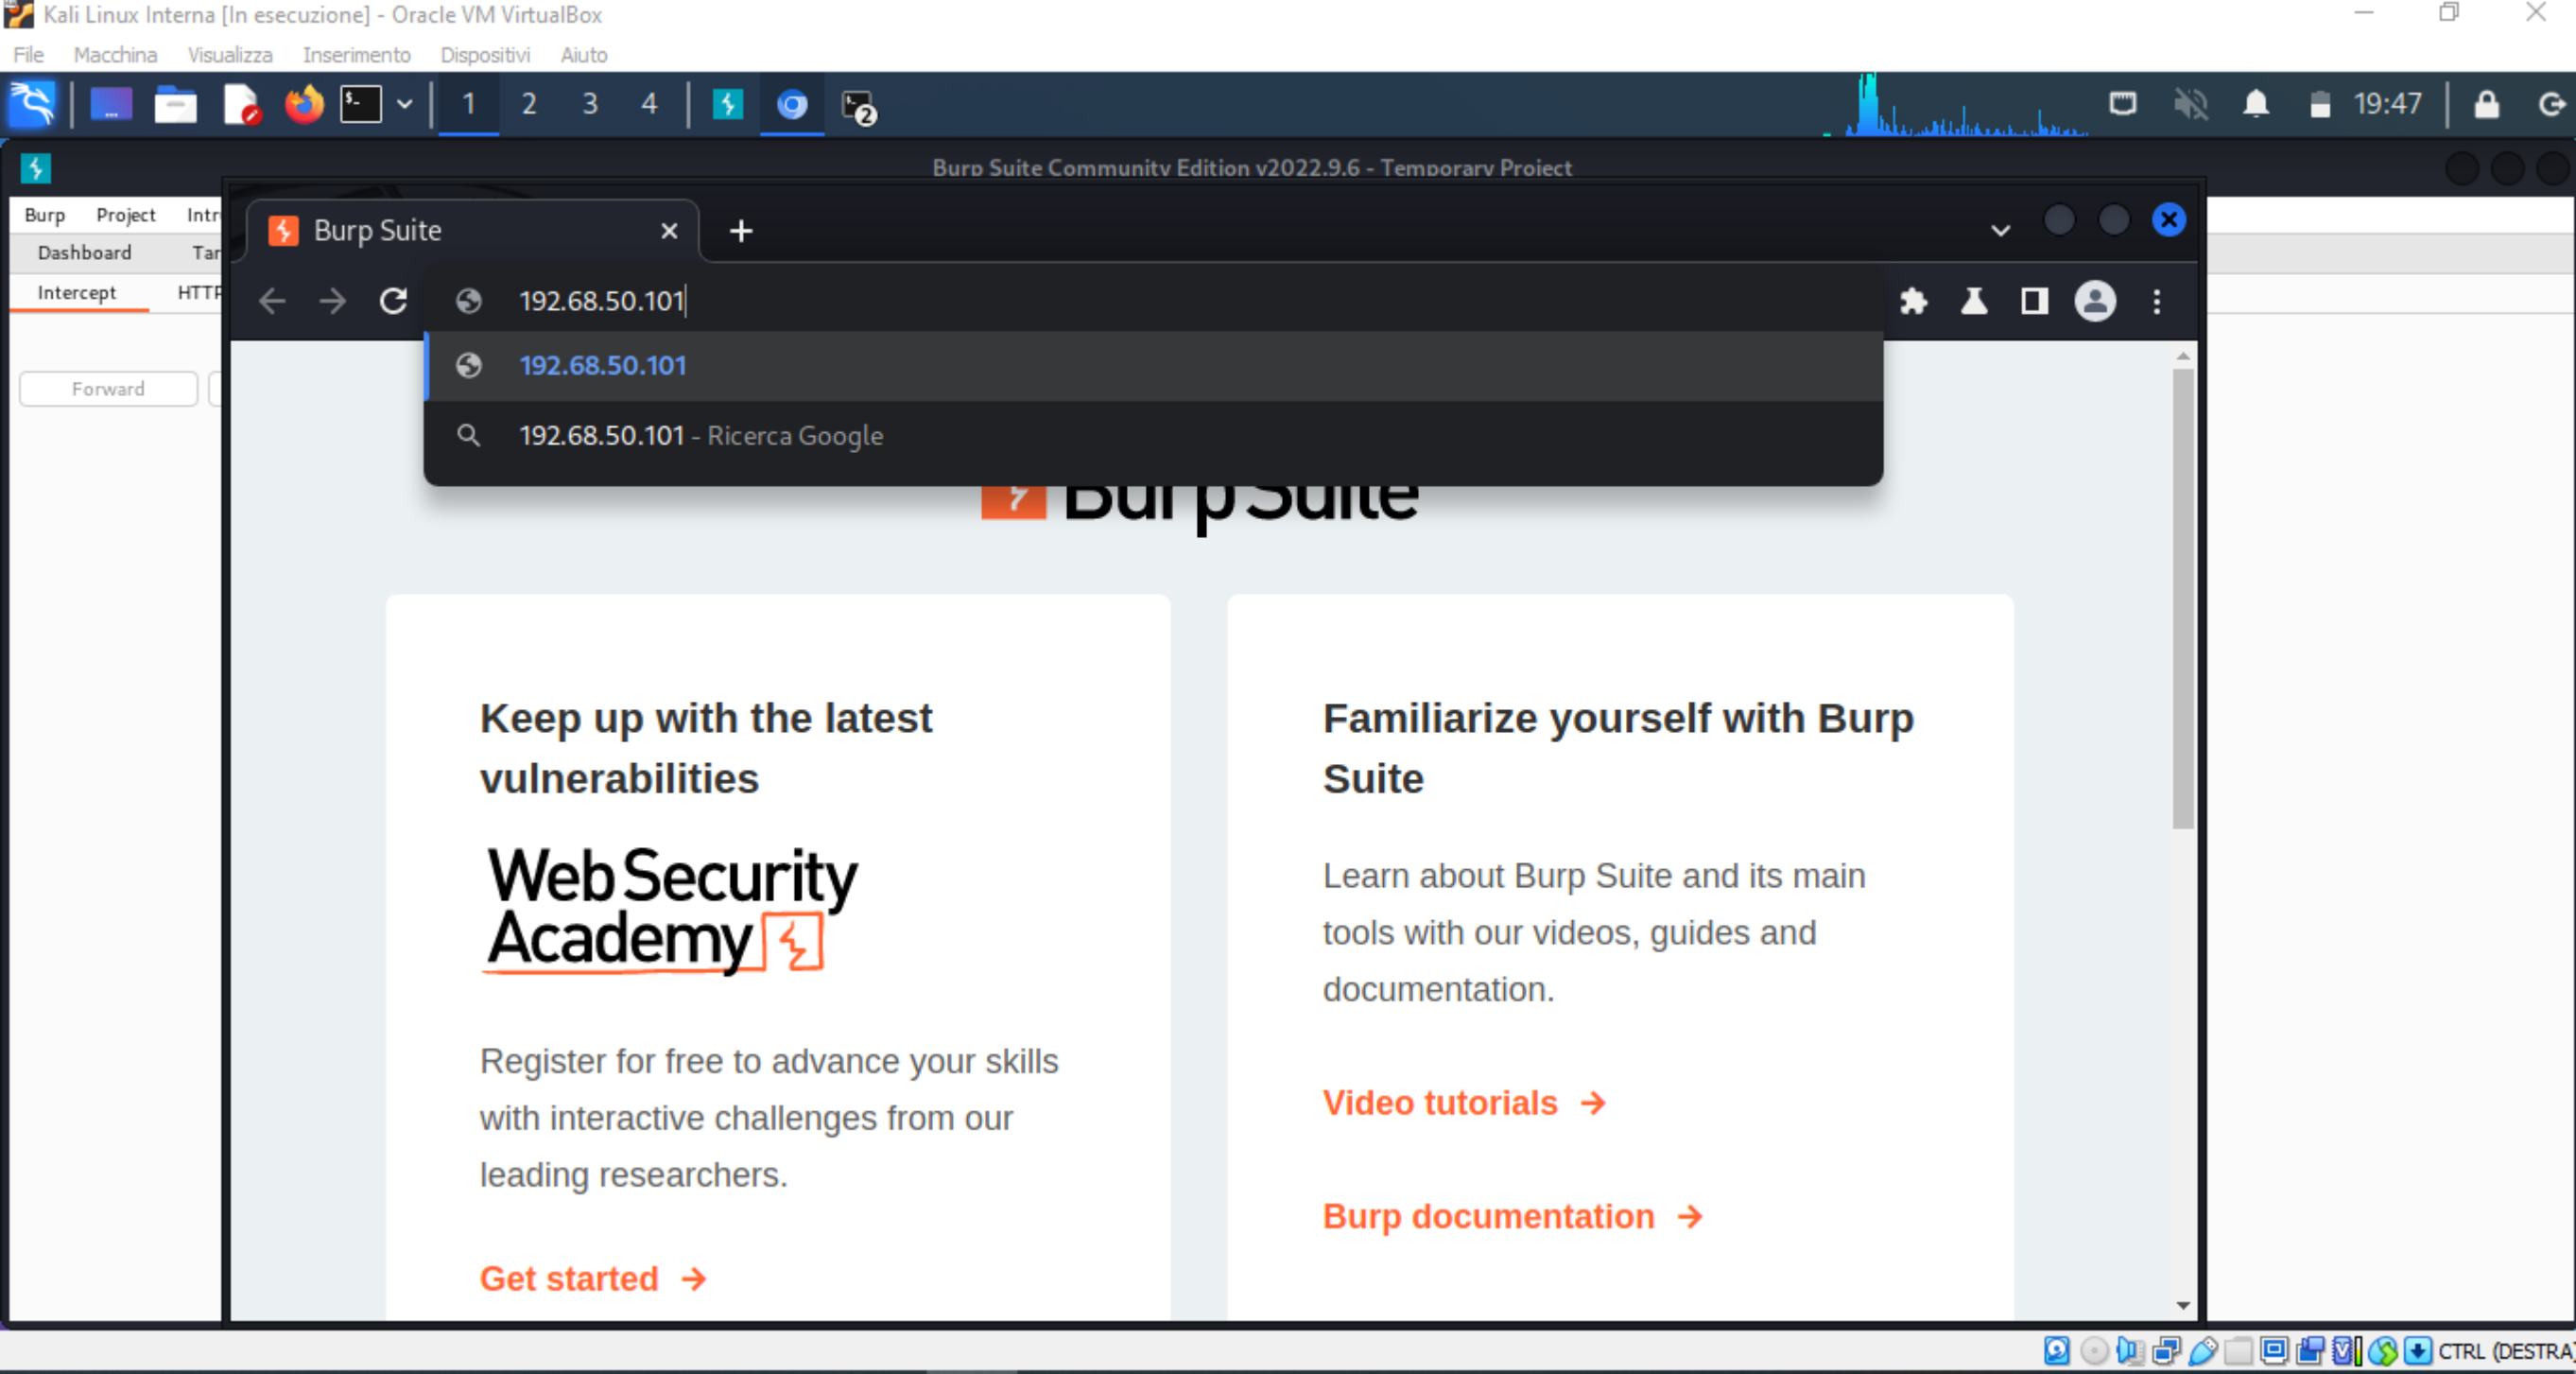 Kali Linux Interna [In esecuzione] - Oracle VM VirtualBox
File Macchina Visualizza Inserimento Dispositivi Aiuto
$- 1 2 3 4 2 19:47
Burp Suite Community Edition v2022.9.6 - Temporary Project
Burp Project Intr
Burp Suite
Dashboard Tar
Intercept HTTP
192.68.50.101
192.68.50.101
Forward
192.68.50.101 - Ricerca Google
Burp Suite
Keep up with the latest
vulnerabilities
Web Security
Academy
Register for free to advance your skills
with interactive challenges from our
leading researchers.
Get started →
Familiarize yourself with Burp
Suite
Learn about Burp Suite and its main
tools with our videos, guides and
documentation.
Video tutorials →
Burp documentation →
CTRL (DESTRA)